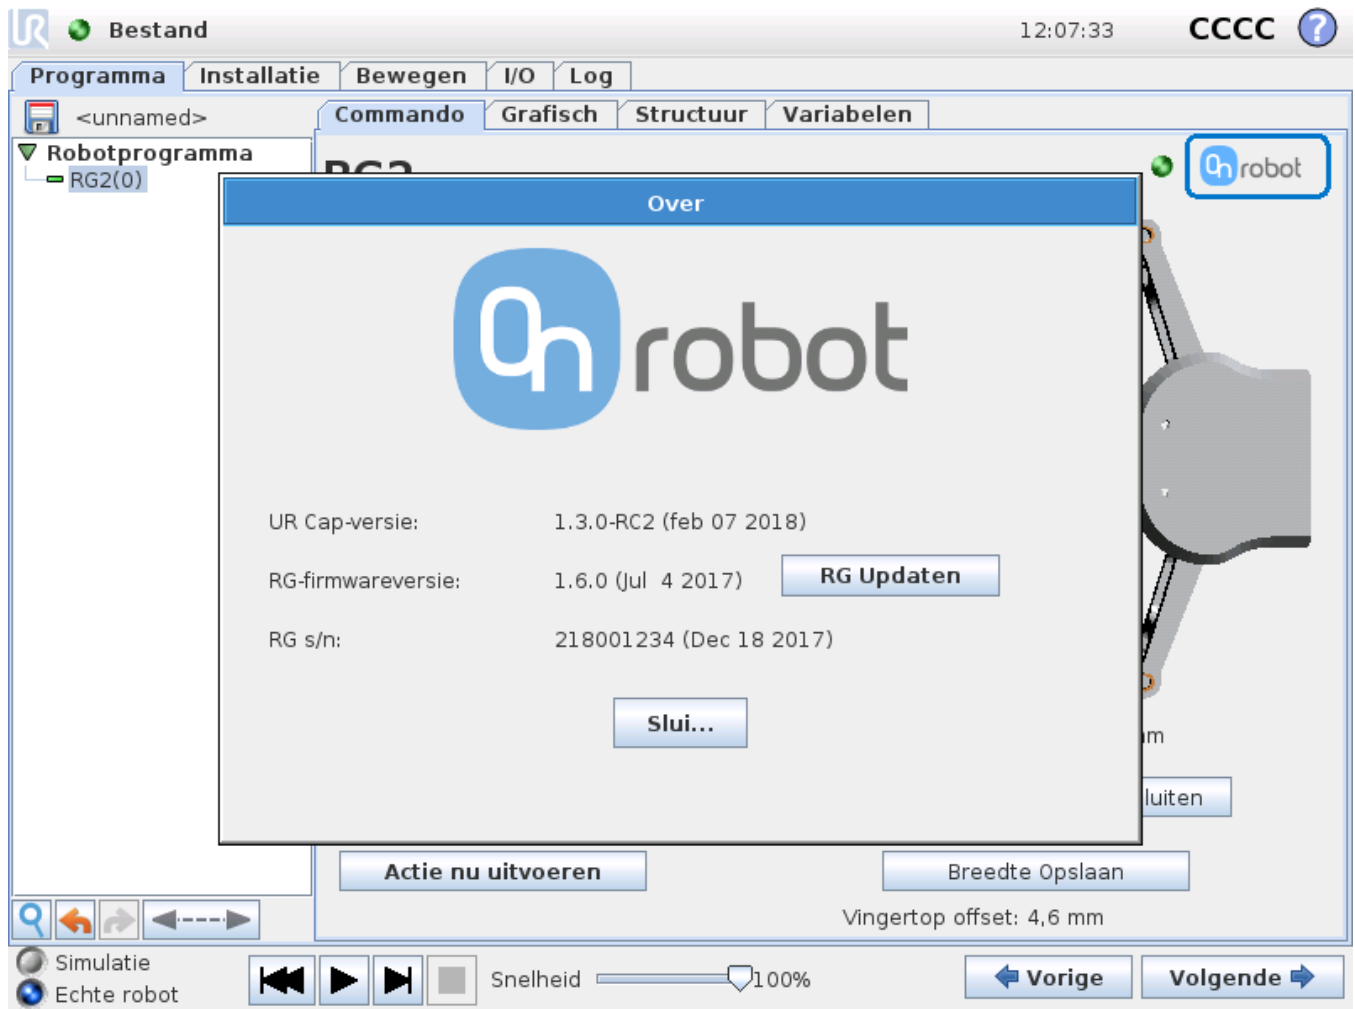 Bestand 12:07:33 CCCC ?
Programma Installatie Bewegen I/O Log
<unnamed> Commando Grafisch Structuur Variabelen
Robotprogramma
RG2
On robot
RG2(0)
Over
On robot
UR Cap-versie: 1.3.0-RC2 (feb 07 2018)
RG-firmwareversie: 1.6.0 (Jul 4 2017) RG Updaten
RG s/n: 218001234 (Dec 18 2017)
Slui...
Actie nu uitvoeren Breedte Opslaan
Vingertop offset: 4,6 mm
Simulatie
Echte robot
Snelheid 100% Vorige Volgende